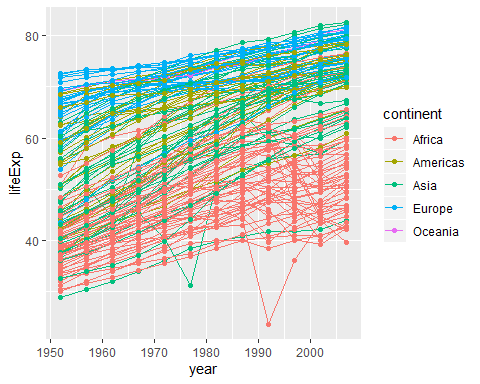 80
60
40
lifeExp
1950 1960 1970 1980 1990 2000
year
continent
Africa
Americas
Asia
Europe
Oceania